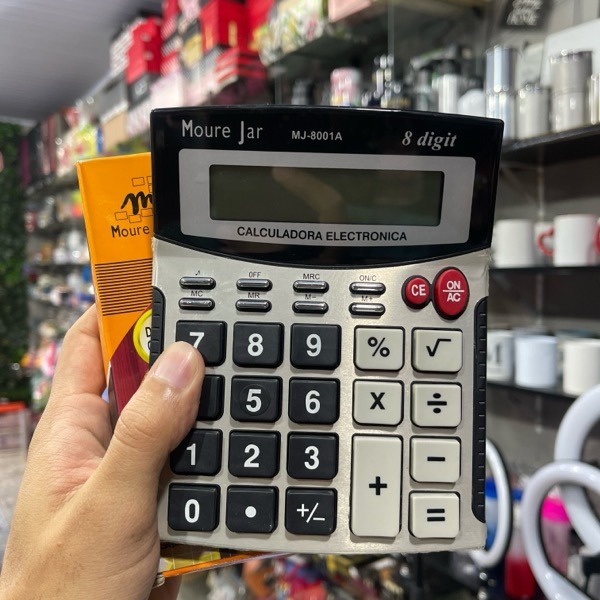 Moure Jar MJ-8001A 8 digit
CALCULADORA ELECTRONICA
OFF MRC ON/C
MC MR M- M+
CE ON/AC
7 8 9 % √
5 6 X ÷
1 2 3 + −
0 • +/− =
m
Moure